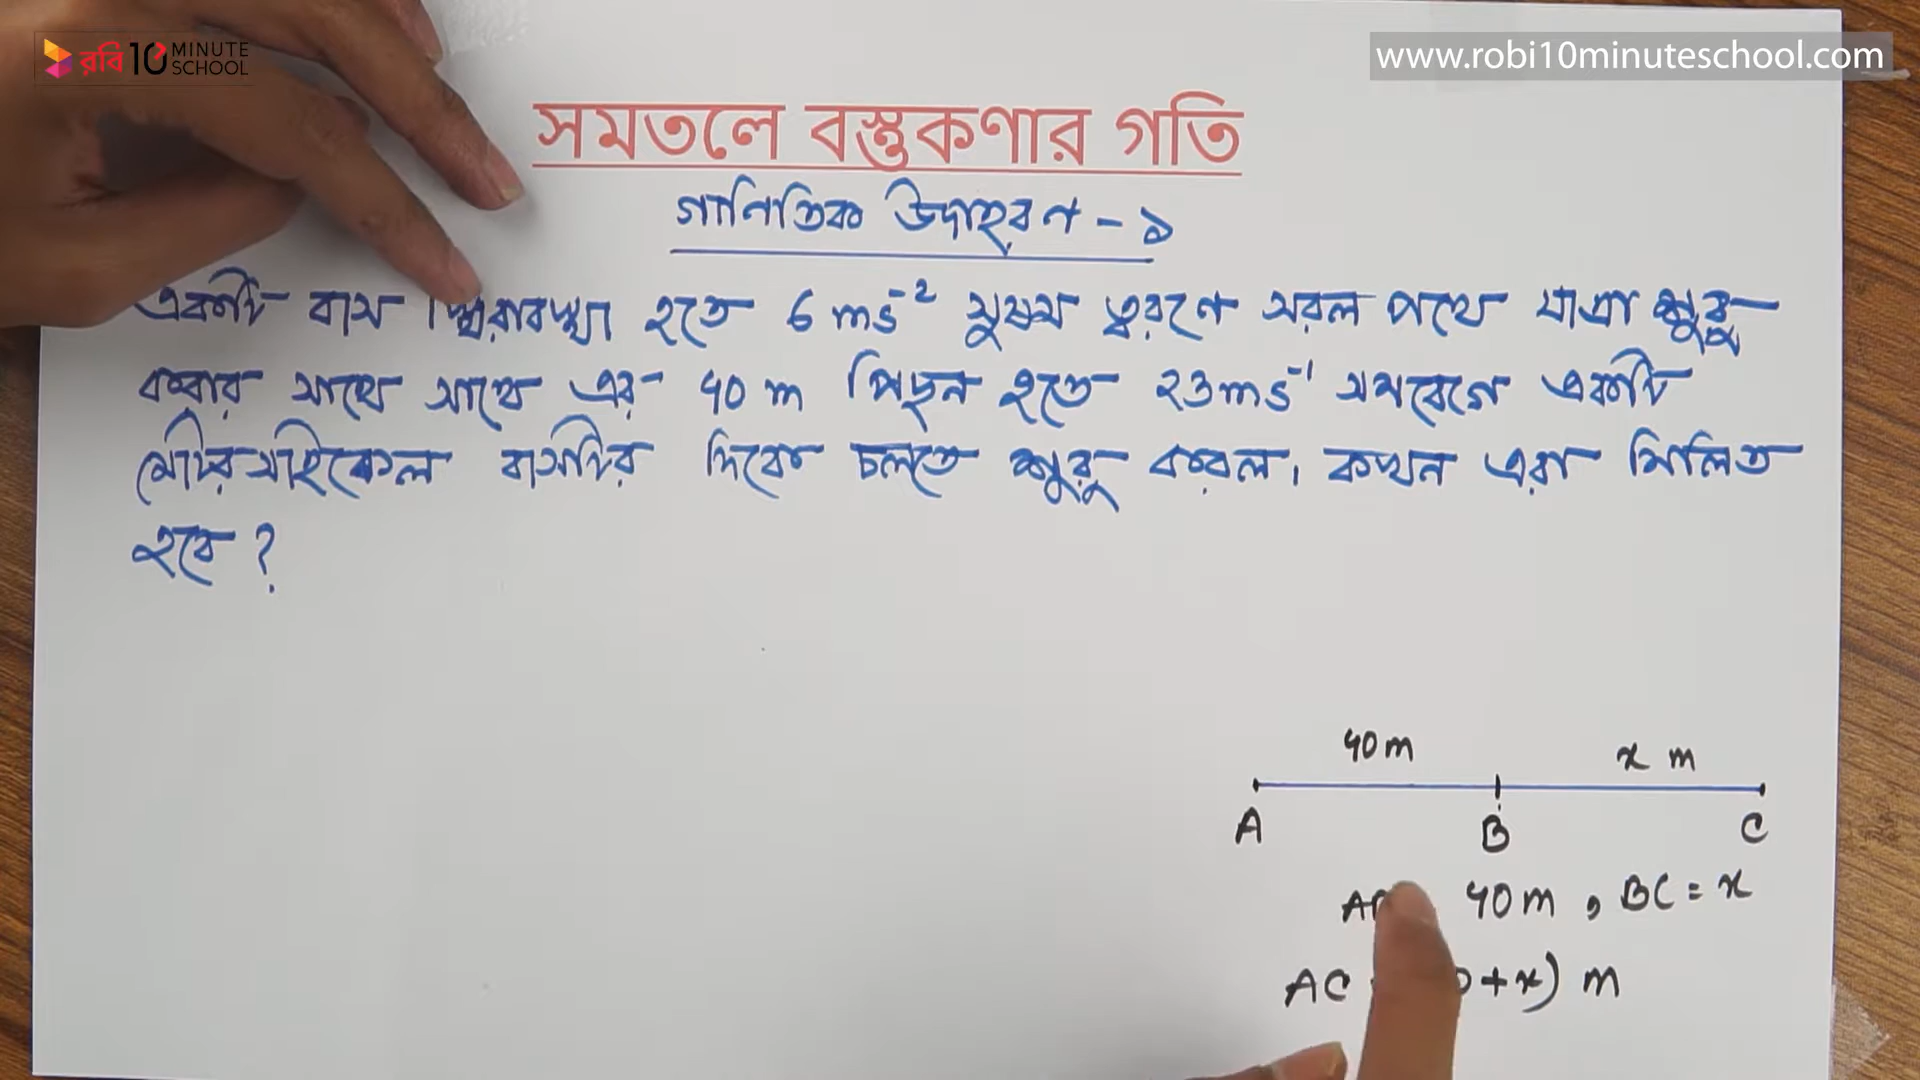 রবি 10 MINUTE SCHOOL
www.robi10minuteschool.com
সমতলে বস্তুকণার গতি
গাণিতিক উদাহরণ - ১
একটি বাস স্থিরাবস্থা হতে 6 ms⁻² সুষম ত্বরণে সরল পথে যাত্রা শুরু
করার সাথে সাথে এর 40 m পিছন হতে 23 ms⁻¹ সমবেগে একটি
মোটরসাইকেল বাসটির দিকে চলতে শুরু করল। কখন এরা মিলিত
হবে ?
40 m x m
A B C
40 m , BC = x
AC +x) m